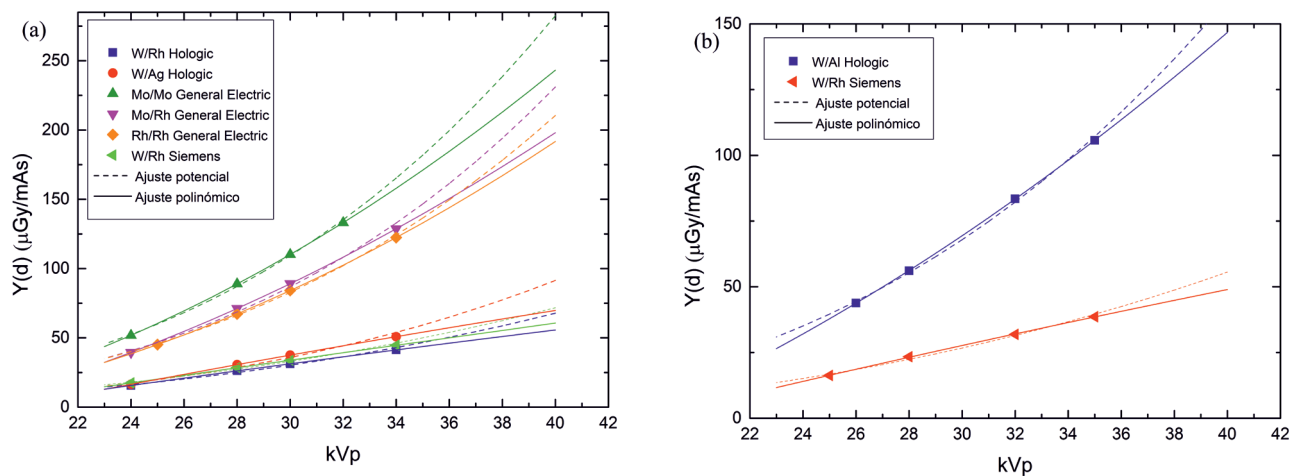 (a)
W/Rh Hologic
W/Ag Hologic
Mo/Mo General Electric
Mo/Rh General Electric
Rh/Rh General Electric
W/Rh Siemens
Ajuste potencial
Ajuste polinómico
Y(d) (μGy/mAs)
250
200
150
100
50
0
22 24 26 28 30 32 34 36 38 40 42
kVp
(b)
W/Al Hologic
W/Rh Siemens
Ajuste potencial
Ajuste polinómico
Y(d) (μGy/mAs)
150
100
50
0
22 24 26 28 30 32 34 36 38 40 42
kVp